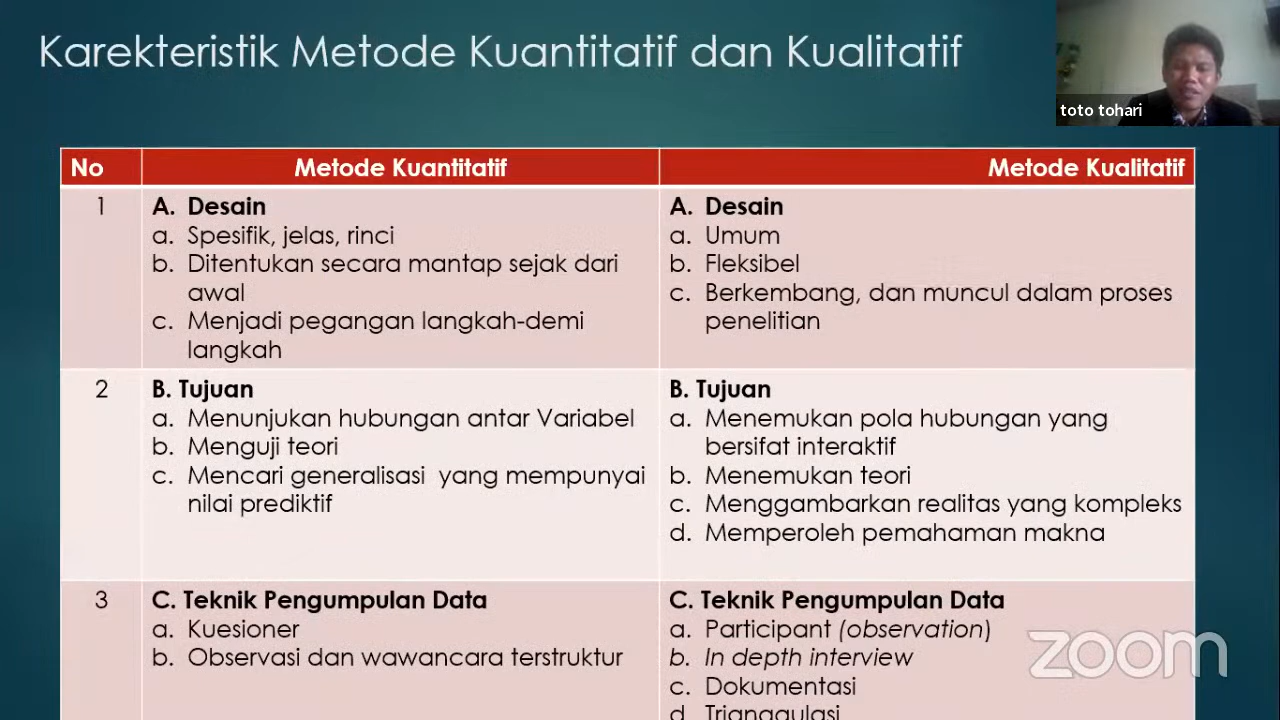 Karekteristik Metode Kuantitatif dan Kualitatif
toto tohari
No Metode Kuantitatif Metode Kualitatif
1
A. Desain
a. Spesifik, jelas, rinci
b. Ditentukan secara mantap sejak dari
awal
c. Menjadi pegangan langkah-demi
langkah
A. Desain
a. Umum
b. Fleksibel
c. Berkembang, dan muncul dalam proses
penelitian
2
B. Tujuan
a. Menunjukan hubungan antar Variabel
b. Menguji teori
c. Mencari generalisasi yang mempunyai
nilai prediktif
B. Tujuan
a. Menemukan pola hubungan yang
bersifat interaktif
b. Menemukan teori
c. Menggambarkan realitas yang kompleks
d. Memperoleh pemahaman makna
3
C. Teknik Pengumpulan Data
a. Kuesioner
b. Observasi dan wawancara terstruktur
C. Teknik Pengumpulan Data
a. Participant (observation)
b. In depth interview
c. Dokumentasi
d. Triangulasi
zoom